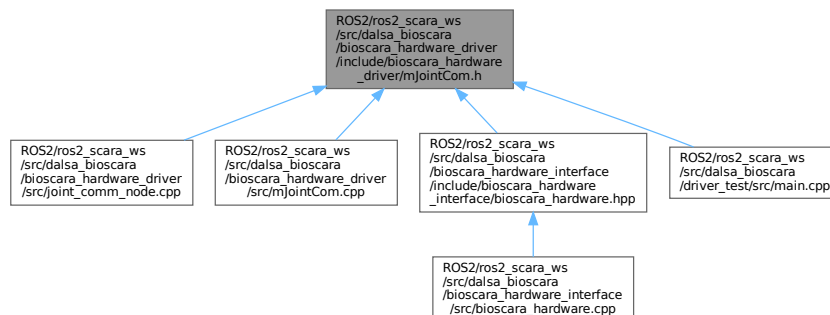 ROS2/ros2_scara_ws
/src/dalsa_bioscara
/bioscara_hardware_driver
/include/bioscara_hardware
_driver/mJointCom.h
ROS2/ros2_scara_ws
/src/dalsa_bioscara
/bioscara_hardware_driver
/src/joint_comm_node.cpp
ROS2/ros2_scara_ws
/src/dalsa_bioscara
/bioscara_hardware_driver
/src/mJointCom.cpp
ROS2/ros2_scara_ws
/src/dalsa_bioscara
/bioscara_hardware_interface
/include/bioscara_hardware
_interface/bioscara_hardware.hpp
ROS2/ros2_scara_ws
/src/dalsa_bioscara
/driver_test/src/main.cpp
ROS2/ros2_scara_ws
/src/dalsa_bioscara
/bioscara_hardware_interface
/src/bioscara_hardware.cpp